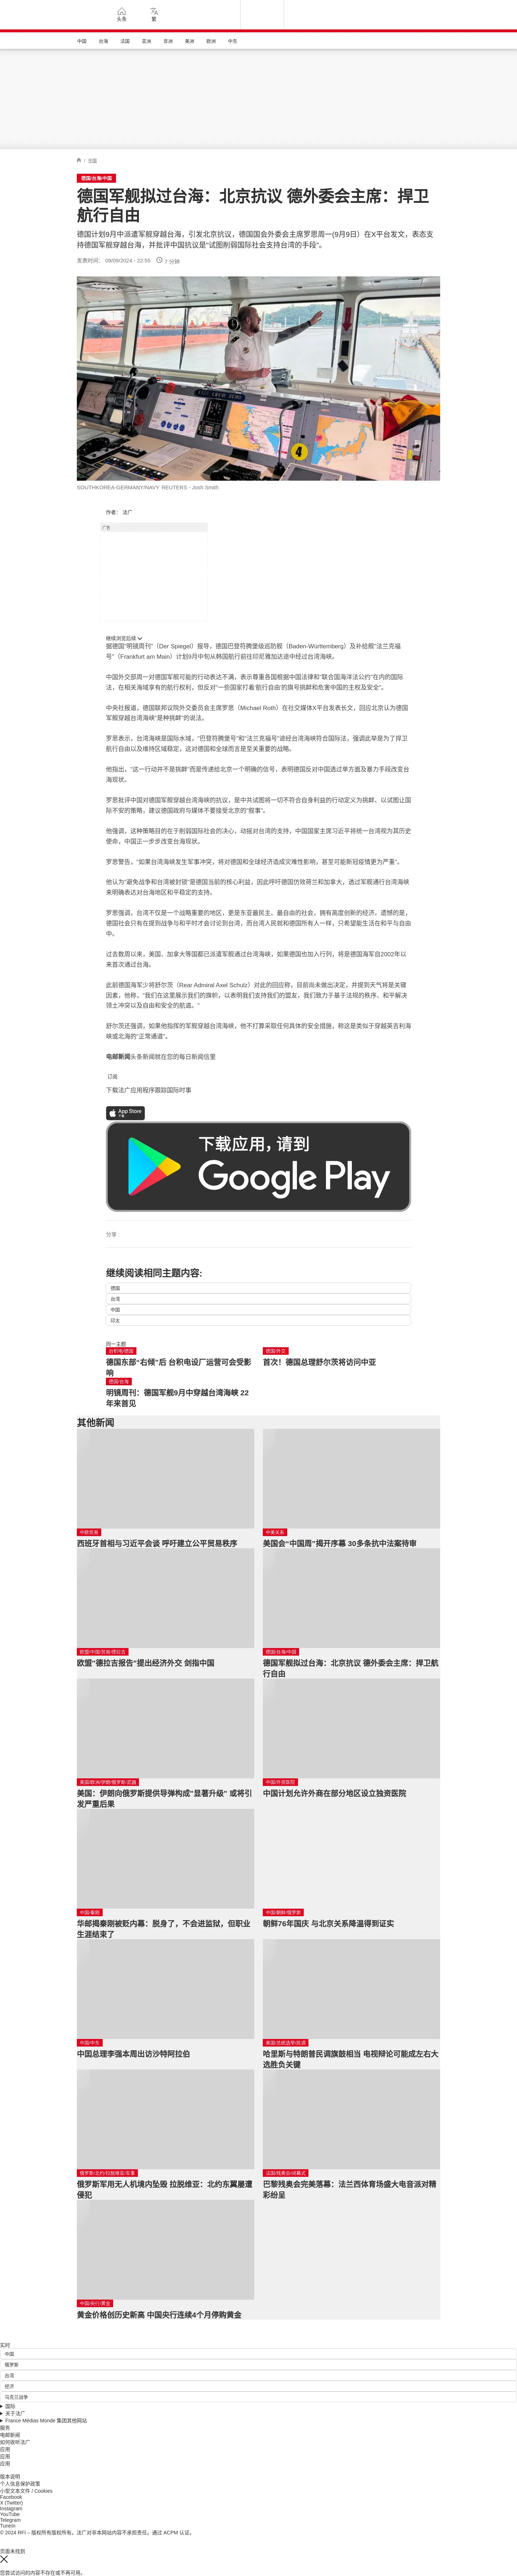 头条
繁
中国 台海 法国 亚洲 非洲 美洲 欧洲 中东
/ 中国
德国/台海/中国
德国军舰拟过台海：北京抗议 德外委会主席：捍卫
航行自由
德国计划9月中派遣军舰穿越台海，引发北京抗议，德国国会外委会主席罗思周一(9月9日）在X平台发文，表态支
持德国军舰穿越台海，并批评中国抗议是"试图削弱国际社会支持台湾的手段"。
发表时间： 09/09/2024 - 22:55 7 分钟
4
SOUTHKOREA-GERMANY/NAVY REUTERS - Josh Smith
作者： 法广
广告
继续浏览后续
据德国"明镜周刊"（Der Spiegel）报导，德国巴登符腾堡级巡防舰（Baden-Württemberg）及补给舰"法兰克福
号"（Frankfurt am Main）计划9月中旬从韩国航行前往印尼雅加达途中经过台湾海峡。
中国外交部周一对德国军舰可能的行动表达不满，表示尊重各国根据中国法律和"联合国海洋法公约"在内的国际
法，在相关海域享有的航行权利，但反对"一些国家打着'航行自由'的旗号挑衅和危害中国的主权及安全"。
中央社报道，德国联邦议院外交委员会主席罗思（Michael Roth）在社交媒体X平台发表长文，回应北京认为德国
军舰穿越台湾海峡"是种挑衅"的说法。
罗思表示，台湾海峡是国际水域，"巴登符腾堡号"和"法兰克福号"途经台湾海峡符合国际法，强调此举是为了捍卫
航行自由以及维持区域稳定，这对德国和全球而言是至关重要的战略。
他指出，"这一行动并不是挑衅"而是传递给北京一个明确的信号，表明德国反对中国透过单方面及暴力手段改变台
海现状。
罗思批评中国对德国军舰穿越台湾海峡的抗议，是中共试图将一切不符合自身利益的行动定义为挑衅、以试图让国
际不安的策略，建议德国政府与媒体不要接受北京的"叙事"。
他强调，这种策略目的在于削弱国际社会的决心，动摇对台湾的支持，中国国家主席习近平将统一台湾视为其历史
使命，中国正一步步改变台海现状。
罗思警告，"如果台湾海峡发生军事冲突，将对德国和全球经济造成灾难性影响，甚至可能新冠疫情更为严重"。
他认为"避免战争和台湾被封锁"是德国当前的核心利益，因此呼吁德国仿效荷兰和加拿大，透过军舰通行台湾海峡
来明确表达对台海地区和平稳定的支持。
罗思强调，台湾不仅是一个战略重要的地区，更是东亚最民主、最自由的社会，拥有高度创新的经济。遗憾的是，
德国社会只有在提到战争与和平时才会讨论到台湾，而台湾人民就和德国所有人一样，只希望能生活在和平与自由
中。
过去数周以来，美国、加拿大等国都已派遣军舰通过台湾海峡，如果德国也加入行列，将是德国海军自2002年以
来首次通过台海。
此前德国海军少将舒尔茨（Rear Admiral Axel Schulz）对此的回应称，目前尚未做出决定，并提到天气将是关键
因素，他称，"我们在这里展示我们的旗帜，以表明我们支持我们的盟友，我们致力于基于法规的秩序、和平解决
领土冲突以及自由和安全的航道。"
舒尔茨还强调，如果他指挥的军舰穿越台湾海峡，他不打算采取任何具体的安全措施，称这是类似于穿越英吉利海
峡或北海的"正常通道"。
电邮新闻头条新闻就在您的每日新闻信里
订阅
下载法广应用程序跟踪国际时事
App Store
下载
下载应用，请到
Google Play
分享 :
继续阅读相同主题内容:
德国
台湾
中国
印太
同一主题
台积电/德国
德国东部"右倾"后 台积电设厂运营可会受影
响
德国/外交
首次！德国总理舒尔茨将访问中亚
德国/台海
明镜周刊：德国军舰9月中穿越台湾海峡 22
年来首见
其他新闻
中欧贸易
西班牙首相与习近平会谈 呼吁建立公平贸易秩序
中美关系
美国会"中国周"揭开序幕 30多条抗中法案待审
欧盟/中国/贸易/德拉吉
欧盟"德拉吉报告"提出经济外交 剑指中国
德国/台海/中国
德国军舰拟过台海：北京抗议 德外委会主席：捍卫航
行自由
美国/欧洲/伊朗/俄罗斯/武器
美国：伊朗向俄罗斯提供导弹构成"显著升级" 或将引
发严重后果
中国/外资医院
中国计划允许外商在部分地区设立独资医院
中国/秦刚
华邮揭秦刚被贬内幕：脱身了，不会进监狱，但职业
生涯结束了
中国/朝鲜/俄罗斯
朝鲜76年国庆 与北京关系降温得到证实
中国/中东
中国总理李强本周出访沙特阿拉伯
美国/总统选举/民调
哈里斯与特朗普民调旗鼓相当 电视辩论可能成左右大
选胜负关键
俄罗斯/北约/拉脱维亚/军事
俄罗斯军用无人机境内坠毁 拉脱维亚：北约东翼屡遭
侵犯
法国/残奥会/闭幕式
巴黎残奥会完美落幕：法兰西体育场盛大电音派对精
彩纷呈
中国/央行/黄金
黄金价格创历史新高 中国央行连续4个月停购黄金
实时
中国
俄罗斯
台湾
经济
乌克兰战争
国际
关于法广
France Médias Monde 集团其他网站
服务
电邮新闻
如何收听法广
应用
应用
应用
版本说明
个人信息保护政策
小型文本文件 / Cookies
Facebook
X (Twitter)
Instagram
YouTube
Telegram
TuneIn
© 2024 RFI – 版权所有版权所有。法广对非本网站内容不承担责任。通过 ACPM 认证。
页面未找到
您尝试访问的内容不存在或不再可用。